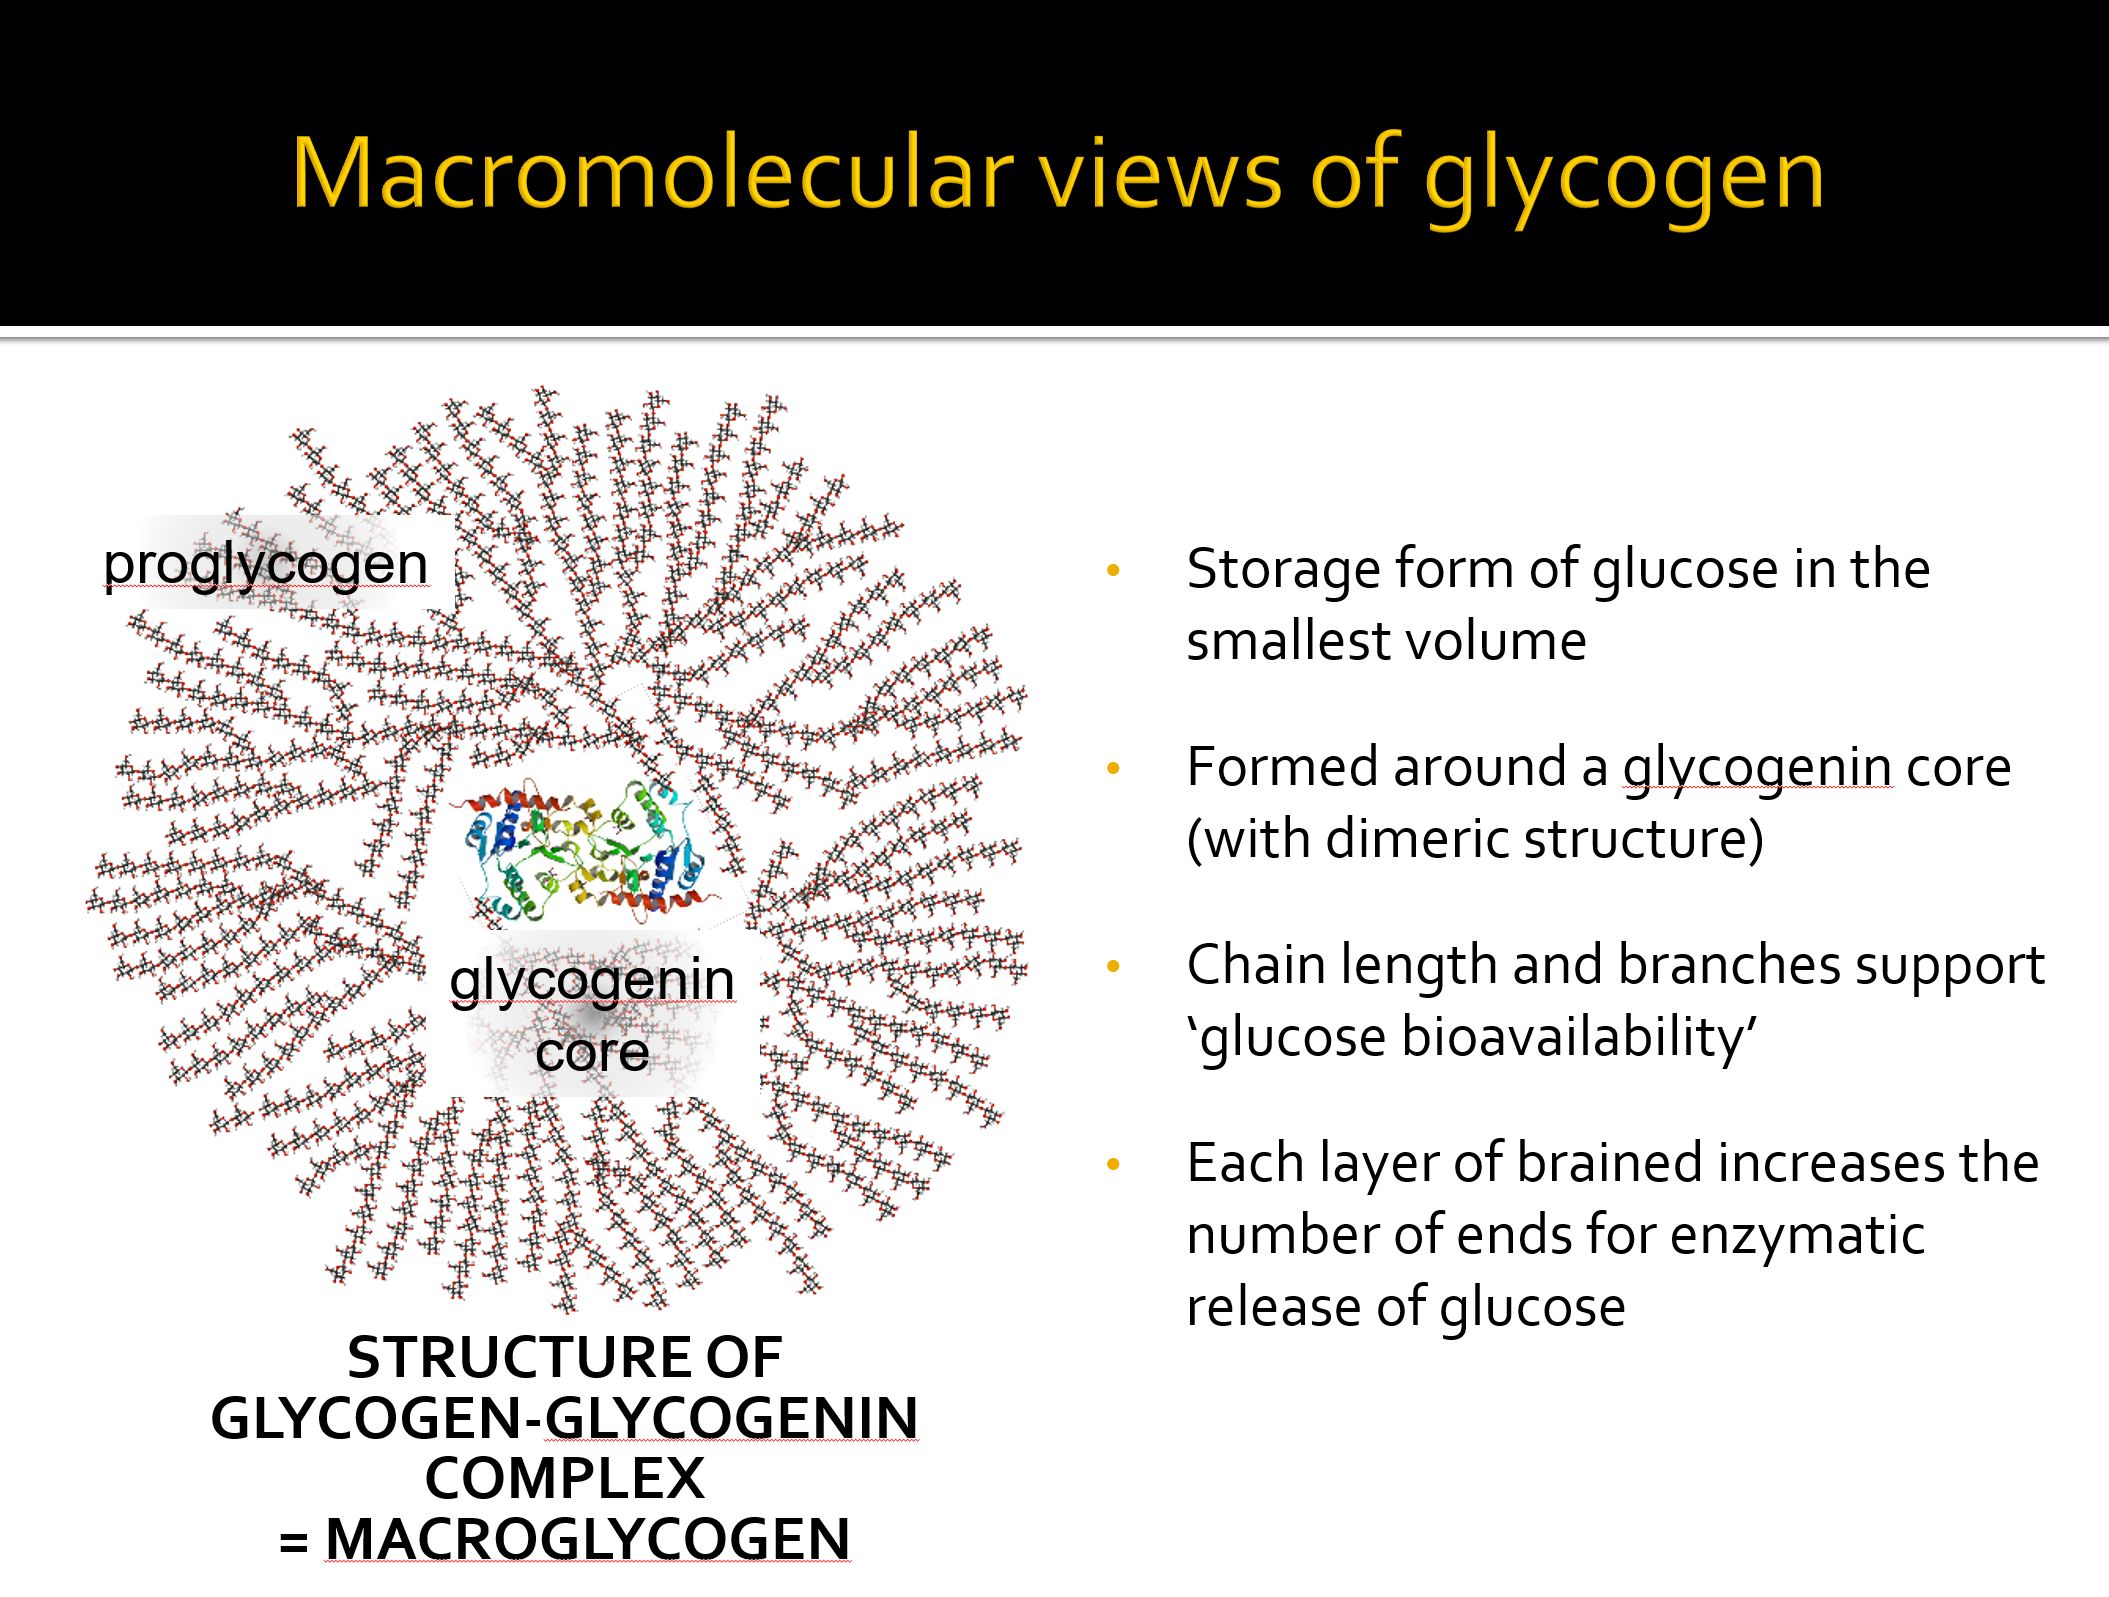 Macromolecular views of glycogen
proglycogen
glycogenin
core
STRUCTURE OF
GLYCOGEN-GLYCOGENIN
COMPLEX
= MACROGLYCOGEN
• Storage form of glucose in the
smallest volume
• Formed around a glycogenin core
(with dimeric structure)
• Chain length and branches support
‘glucose bioavailability’
• Each layer of brained increases the
number of ends for enzymatic
release of glucose